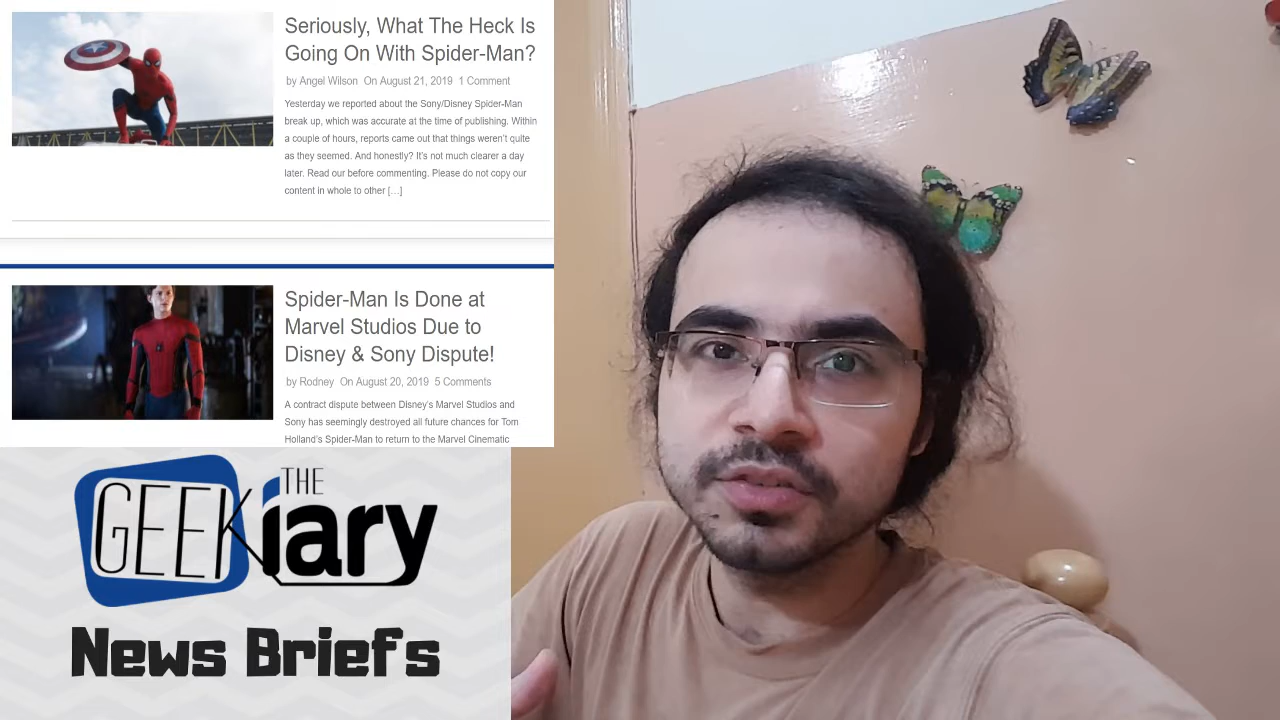 Seriously, What The Heck Is
Going On With Spider-Man?
by Angel Wilson On August 21, 2019 1 Comment
Yesterday we reported about the Sony/Disney Spider-Man
break up, which was accurate at the time of publishing. Within
a couple of hours, reports came out that things weren't quite
as they seemed. And honestly? It's not much clearer a day
later. Read our before commenting. Please do not copy our
content in whole to other [...]
Spider-Man Is Done at
Marvel Studios Due to
Disney & Sony Dispute!
by Rodney On August 20, 2019 5 Comments
A contract dispute between Disney's Marvel Studios and
Sony has seemingly destroyed all future chances for Tom
Holland's Spider-Man to return to the Marvel Cinematic
THE
GEEKiary
News Briefs